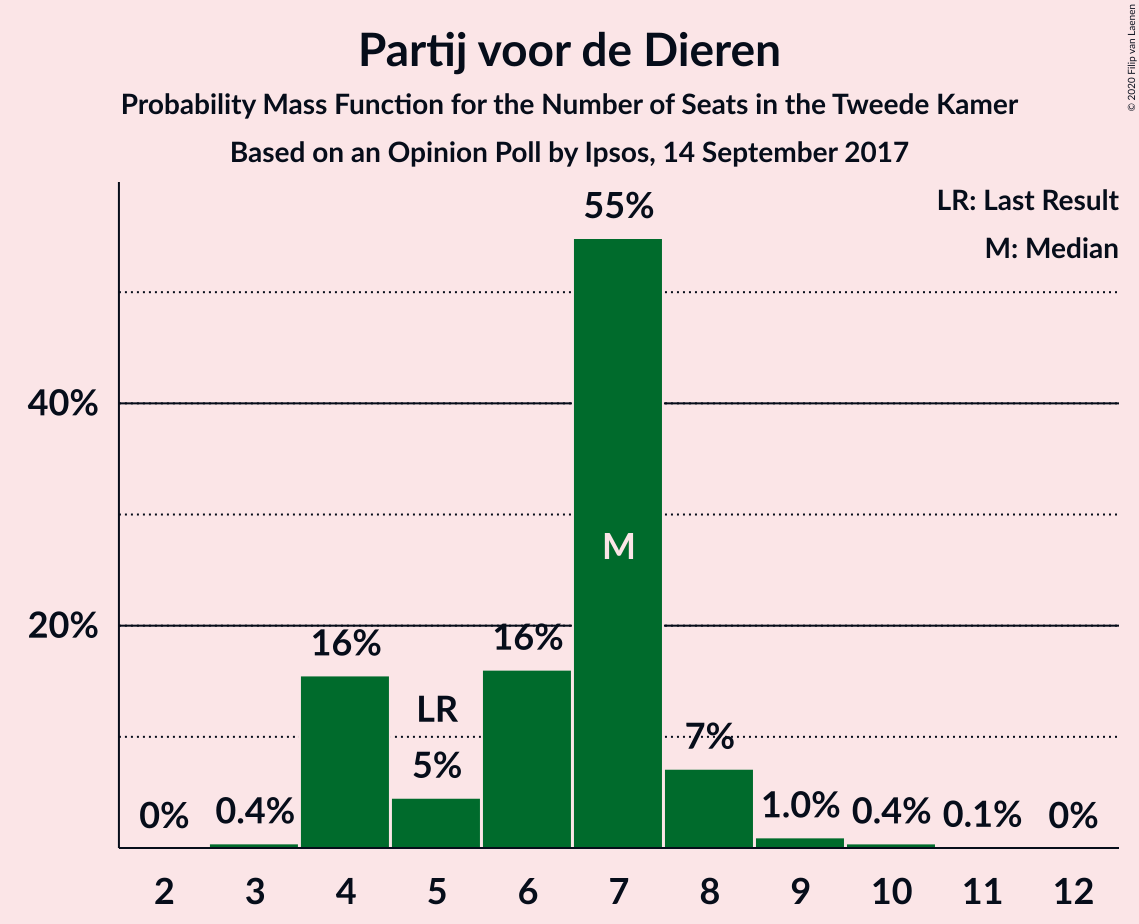 Partij voor de Dieren
Probability Mass Function for the Number of Seats in the Tweede Kamer
Based on an Opinion Poll by Ipsos, 14 September 2017
© 2020 Filip van Laenen
LR: Last Result
M: Median
40%
20%
0%
0.4%
16%
LR
5%
16%
55%
M
7%
1.0%
0.4%
0.1%
0%
2 3 4 5 6 7 8 9 10 11 12